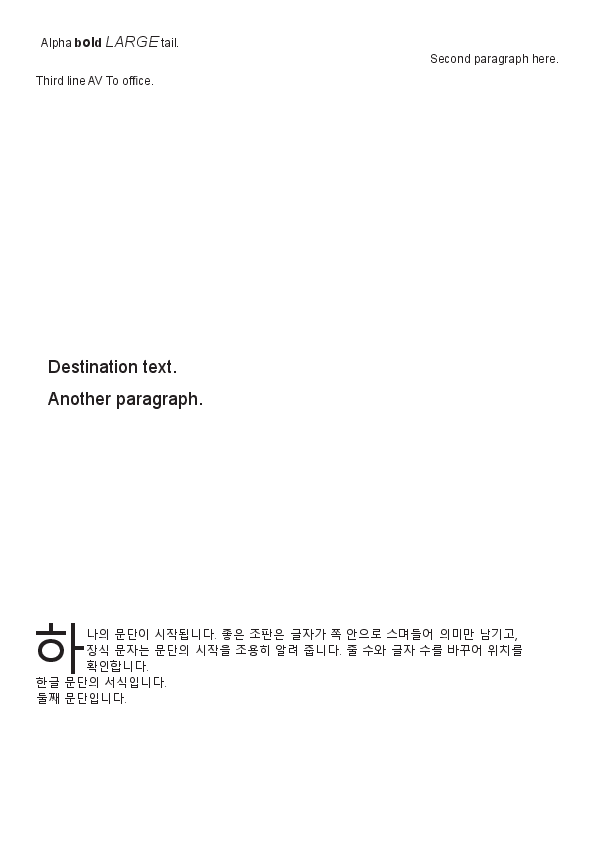 Alpha bold LARGE tail.
Second paragraph here.
Third line AV To office.
Destination text.
Another paragraph.
하나의 문단이 시작됩니다. 좋은 조판은 글자가 쪽 안으로 스며들어 의미만 남기고,
장식 문자는 문단의 시작을 조용히 알려 줍니다. 줄 수와 글자 수를 바꾸어 위치를
확인합니다.
한글 문단의 서식입니다.
둘째 문단입니다.